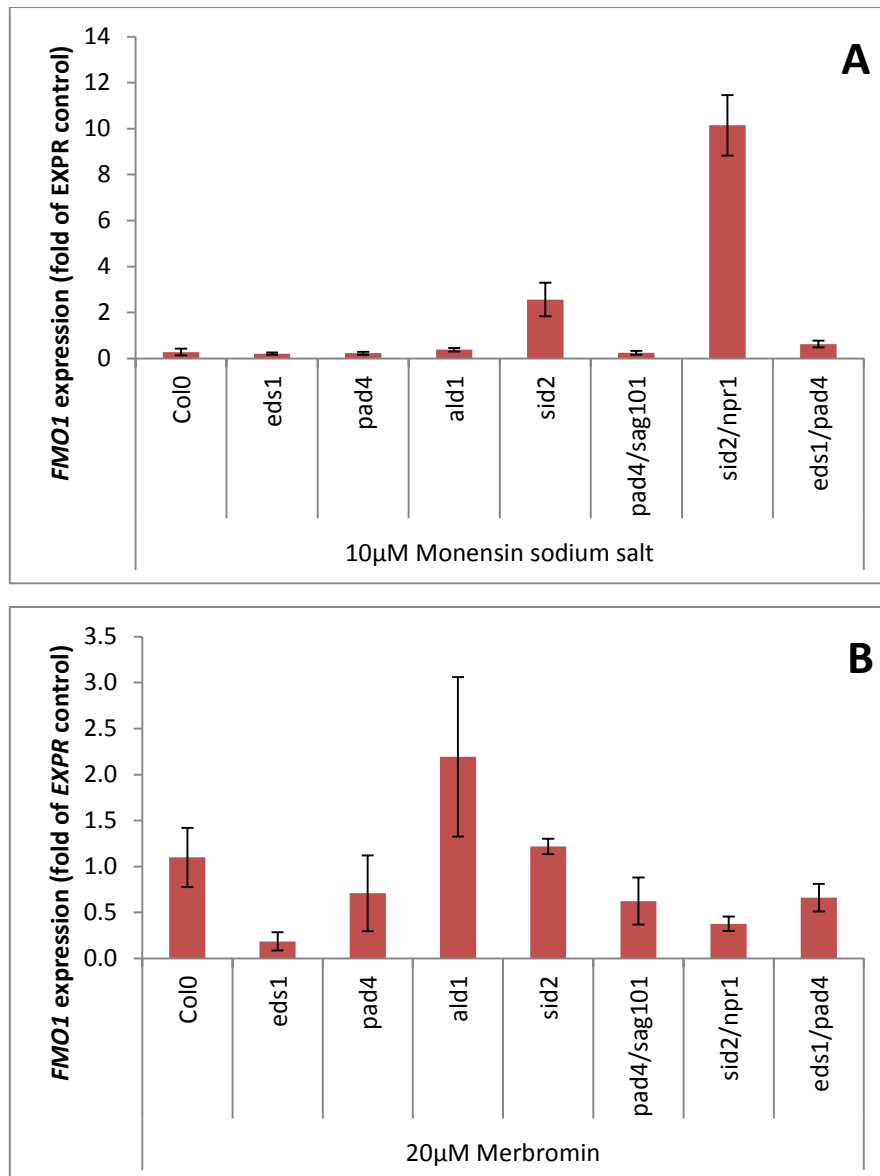 A
FMO1 expression (fold of EXPR control)
14
12
10
8
6
4
2
0
Col0
eds1
pad4
ald1
sid2
pad4/sag101
sid2/npr1
eds1/pad4
10µM Monensin sodium salt
B
FMO1 expression (fold of EXPR control)
3.5
3.0
2.5
2.0
1.5
1.0
0.5
0.0
Col0
eds1
pad4
ald1
sid2
pad4/sag101
sid2/npr1
eds1/pad4
20µM Merbromin